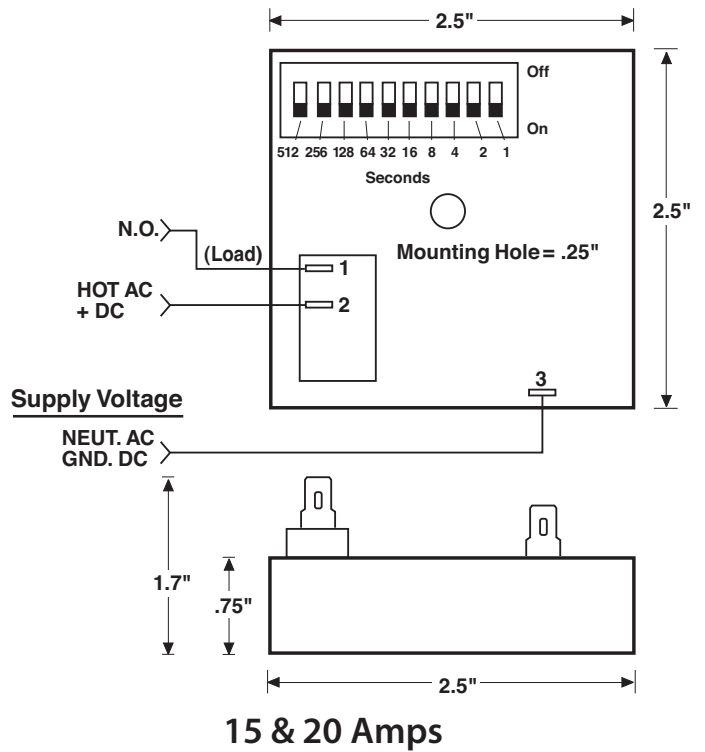 2.5"
Off
On
512 256 128 64 32 16 8 4 2 1
Seconds
2.5"
N.O.
(Load)
Mounting Hole = .25"
1
HOT AC
+ DC
2
3
Supply Voltage
NEUT. AC
GND. DC
1.7"
.75"
2.5"
15 & 20 Amps